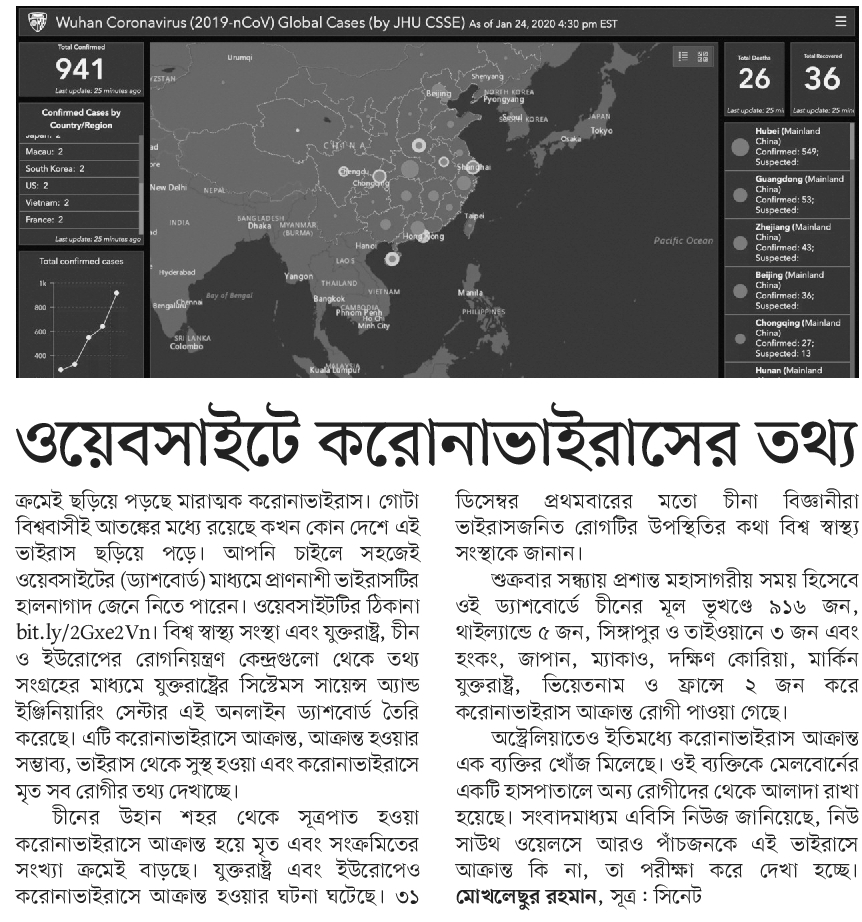 Wuhan Coronavirus (2019-nCoV) Global Cases (by JHU CSSE) As of Jan 24, 2020 4:30 pm EST
Total Confirmed
941
Last update: 25 minutes ago
Confirmed Cases by
Country/Region
Japan: 2
Macau: 2
South Korea: 2
US: 2
Vietnam: 2
France: 2
Last update: 25 minutes ago
Total confirmed cases
1k
800
600
400
Urumqi
Shenyang
Beijing
NORTH KOREA
Pyongyang
Seoul
SOUTH KOREA
JAPAN
Tokyo
Osaka
CHINA
Shanghai
Chengdu
Chongqing
New Delhi
NEPAL
Taipei
INDIA
BANGLADESH
Dhaka
MYANMAR
(BURMA)
Hong Kong
Hanoi
Pacific Ocean
LAOS
Hyderabad
Yangon
THAILAND
VIETNAM
Manila
Bay of Bengal
Bangkok
Bengaluru
Chennai
CAMBODIA
Phnom Penh
Ho Chi
Minh City
PHILIPPINES
SRI LANKA
Colombo
MALAYSIA
Kuala Lumpur
Total Deaths
26
Last update: 25 min
Total Recovered
36
Last update: 25 min
Hubei (Mainland
China)
Confirmed: 549;
Suspected:
Guangdong (Mainland
China)
Confirmed: 53;
Suspected:
Zhejiang (Mainland
China)
Confirmed: 43;
Suspected:
Beijing (Mainland
China)
Confirmed: 36;
Suspected:
Chongqing (Mainland
China)
Confirmed: 27;
Suspected: 13
Hunan (Mainland
ওয়েবসাইটে করোনাভাইরাসের তথ্য
ক্রমেই ছড়িয়ে পড়ছে মারাত্মক করোনাভাইরাস। গোটা
বিশ্ববাসীই আতঙ্কের মধ্যে রয়েছে কখন কোন দেশে এই
ভাইরাস ছড়িয়ে পড়ে। আপনি চাইলে সহজেই
ওয়েবসাইটের (ড্যাশবোর্ড) মাধ্যমে প্রাণনাশী ভাইরাসটির
হালনাগাদ জেনে নিতে পারেন। ওয়েবসাইটটির ঠিকানা
bit.ly/2Gxe2Vn। বিশ্ব স্বাস্থ্য সংস্থা এবং যুক্তরাষ্ট্র, চীন
ও ইউরোপের রোগনিয়ন্ত্রণ কেন্দ্রগুলো থেকে তথ্য
সংগ্রহের মাধ্যমে যুক্তরাষ্ট্রের সিস্টেমস সায়েন্স অ্যান্ড
ইঞ্জিনিয়ারিং সেন্টার এই অনলাইন ড্যাশবোর্ড তৈরি
করেছে। এটি করোনাভাইরাসে আক্রান্ত, আক্রান্ত হওয়ার
সম্ভাব্য, ভাইরাস থেকে সুস্থ হওয়া এবং করোনাভাইরাসে
মৃত সব রোগীর তথ্য দেখাচ্ছে।
চীনের উহান শহর থেকে সূত্রপাত হওয়া
করোনাভাইরাসে আক্রান্ত হয়ে মৃত এবং সংক্রমিতের
সংখ্যা ক্রমেই বাড়ছে। যুক্তরাষ্ট্র এবং ইউরোপেও
করোনাভাইরাসে আক্রান্ত হওয়ার ঘটনা ঘটেছে। ৩১
ডিসেম্বর প্রথমবারের মতো চীনা বিজ্ঞানীরা
ভাইরাসজনিত রোগটির উপস্থিতির কথা বিশ্ব স্বাস্থ্য
সংস্থাকে জানান।
শুক্রবার সন্ধ্যায় প্রশান্ত মহাসাগরীয় সময় হিসেবে
ওই ড্যাশবোর্ডে চীনের মূল ভূখণ্ডে ৯১৬ জন,
থাইল্যান্ডে ৫ জন, সিঙ্গাপুর ও তাইওয়ানে ৩ জন এবং
হংকং, জাপান, ম্যাকাও, দক্ষিণ কোরিয়া, মার্কিন
যুক্তরাষ্ট্র, ভিয়েতনাম ও ফ্রান্সে ২ জন করে
করোনাভাইরাস আক্রান্ত রোগী পাওয়া গেছে।
অস্ট্রেলিয়াতেও ইতিমধ্যে করোনাভাইরাস আক্রান্ত
এক ব্যক্তির খোঁজ মিলেছে। ওই ব্যক্তিকে মেলবোর্নের
একটি হাসপাতালে অন্য রোগীদের থেকে আলাদা রাখা
হয়েছে। সংবাদমাধ্যম এবিসি নিউজ জানিয়েছে, নিউ
সাউথ ওয়েলসে আরও পাঁচজনকে এই ভাইরাসে
আক্রান্ত কি না, তা পরীক্ষা করে দেখা হচ্ছে।
মোখলেছুর রহমান, সূত্র : সিনেট